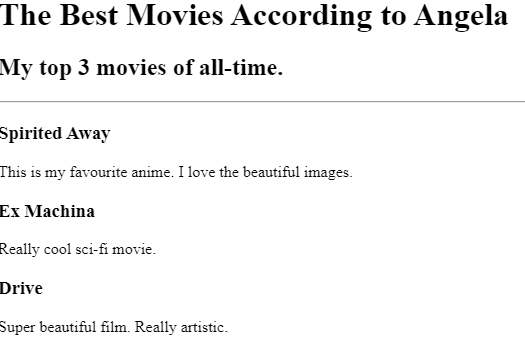 The Best Movies According to Angela
My top 3 movies of all-time.
Spirited Away
This is my favourite anime. I love the beautiful images.
Ex Machina
Really cool sci-fi movie.
Drive
Super beautiful film. Really artistic.